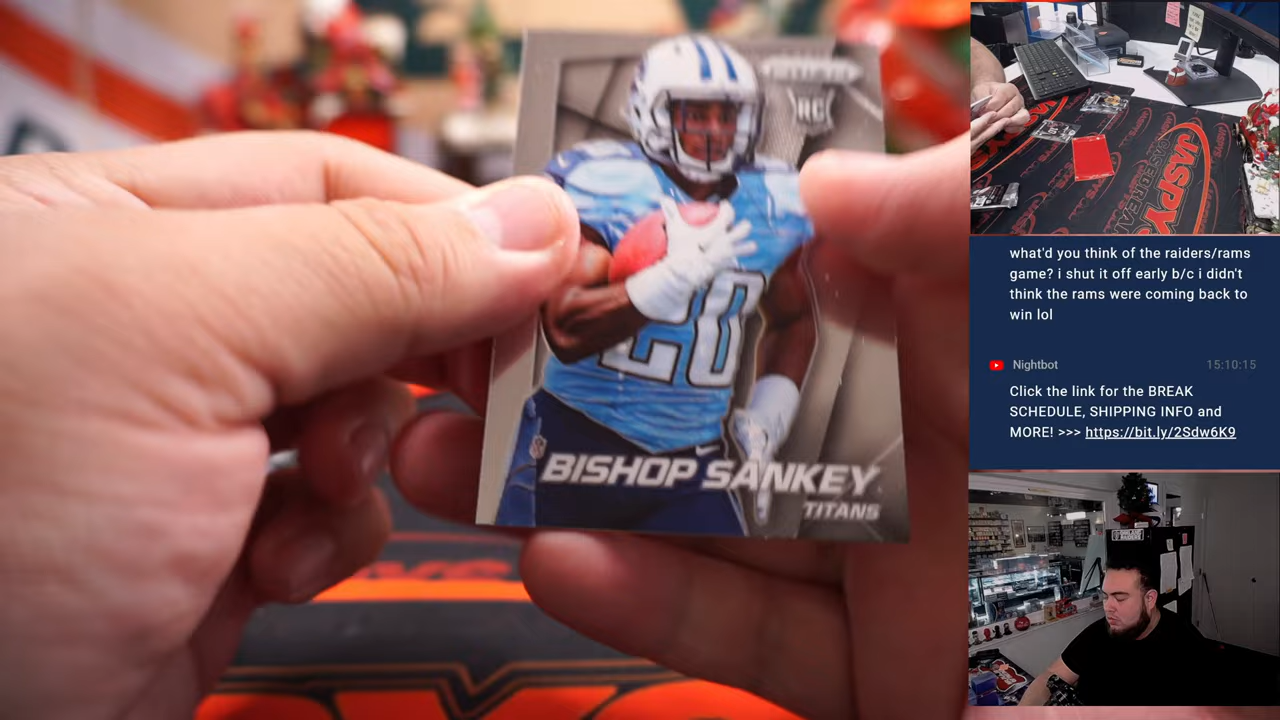 PRIZM
RC
20
BISHOP SANKEY
TITANS
JASPY'S
CASEBREAKS
what'd you think of the raiders/rams
game? i shut it off early b/c i didn't
think the rams were coming back to
win lol
Nightbot 15:10:15
Click the link for the BREAK
SCHEDULE, SHIPPING INFO and
MORE! >>> https://bit.ly/2Sdw6K9